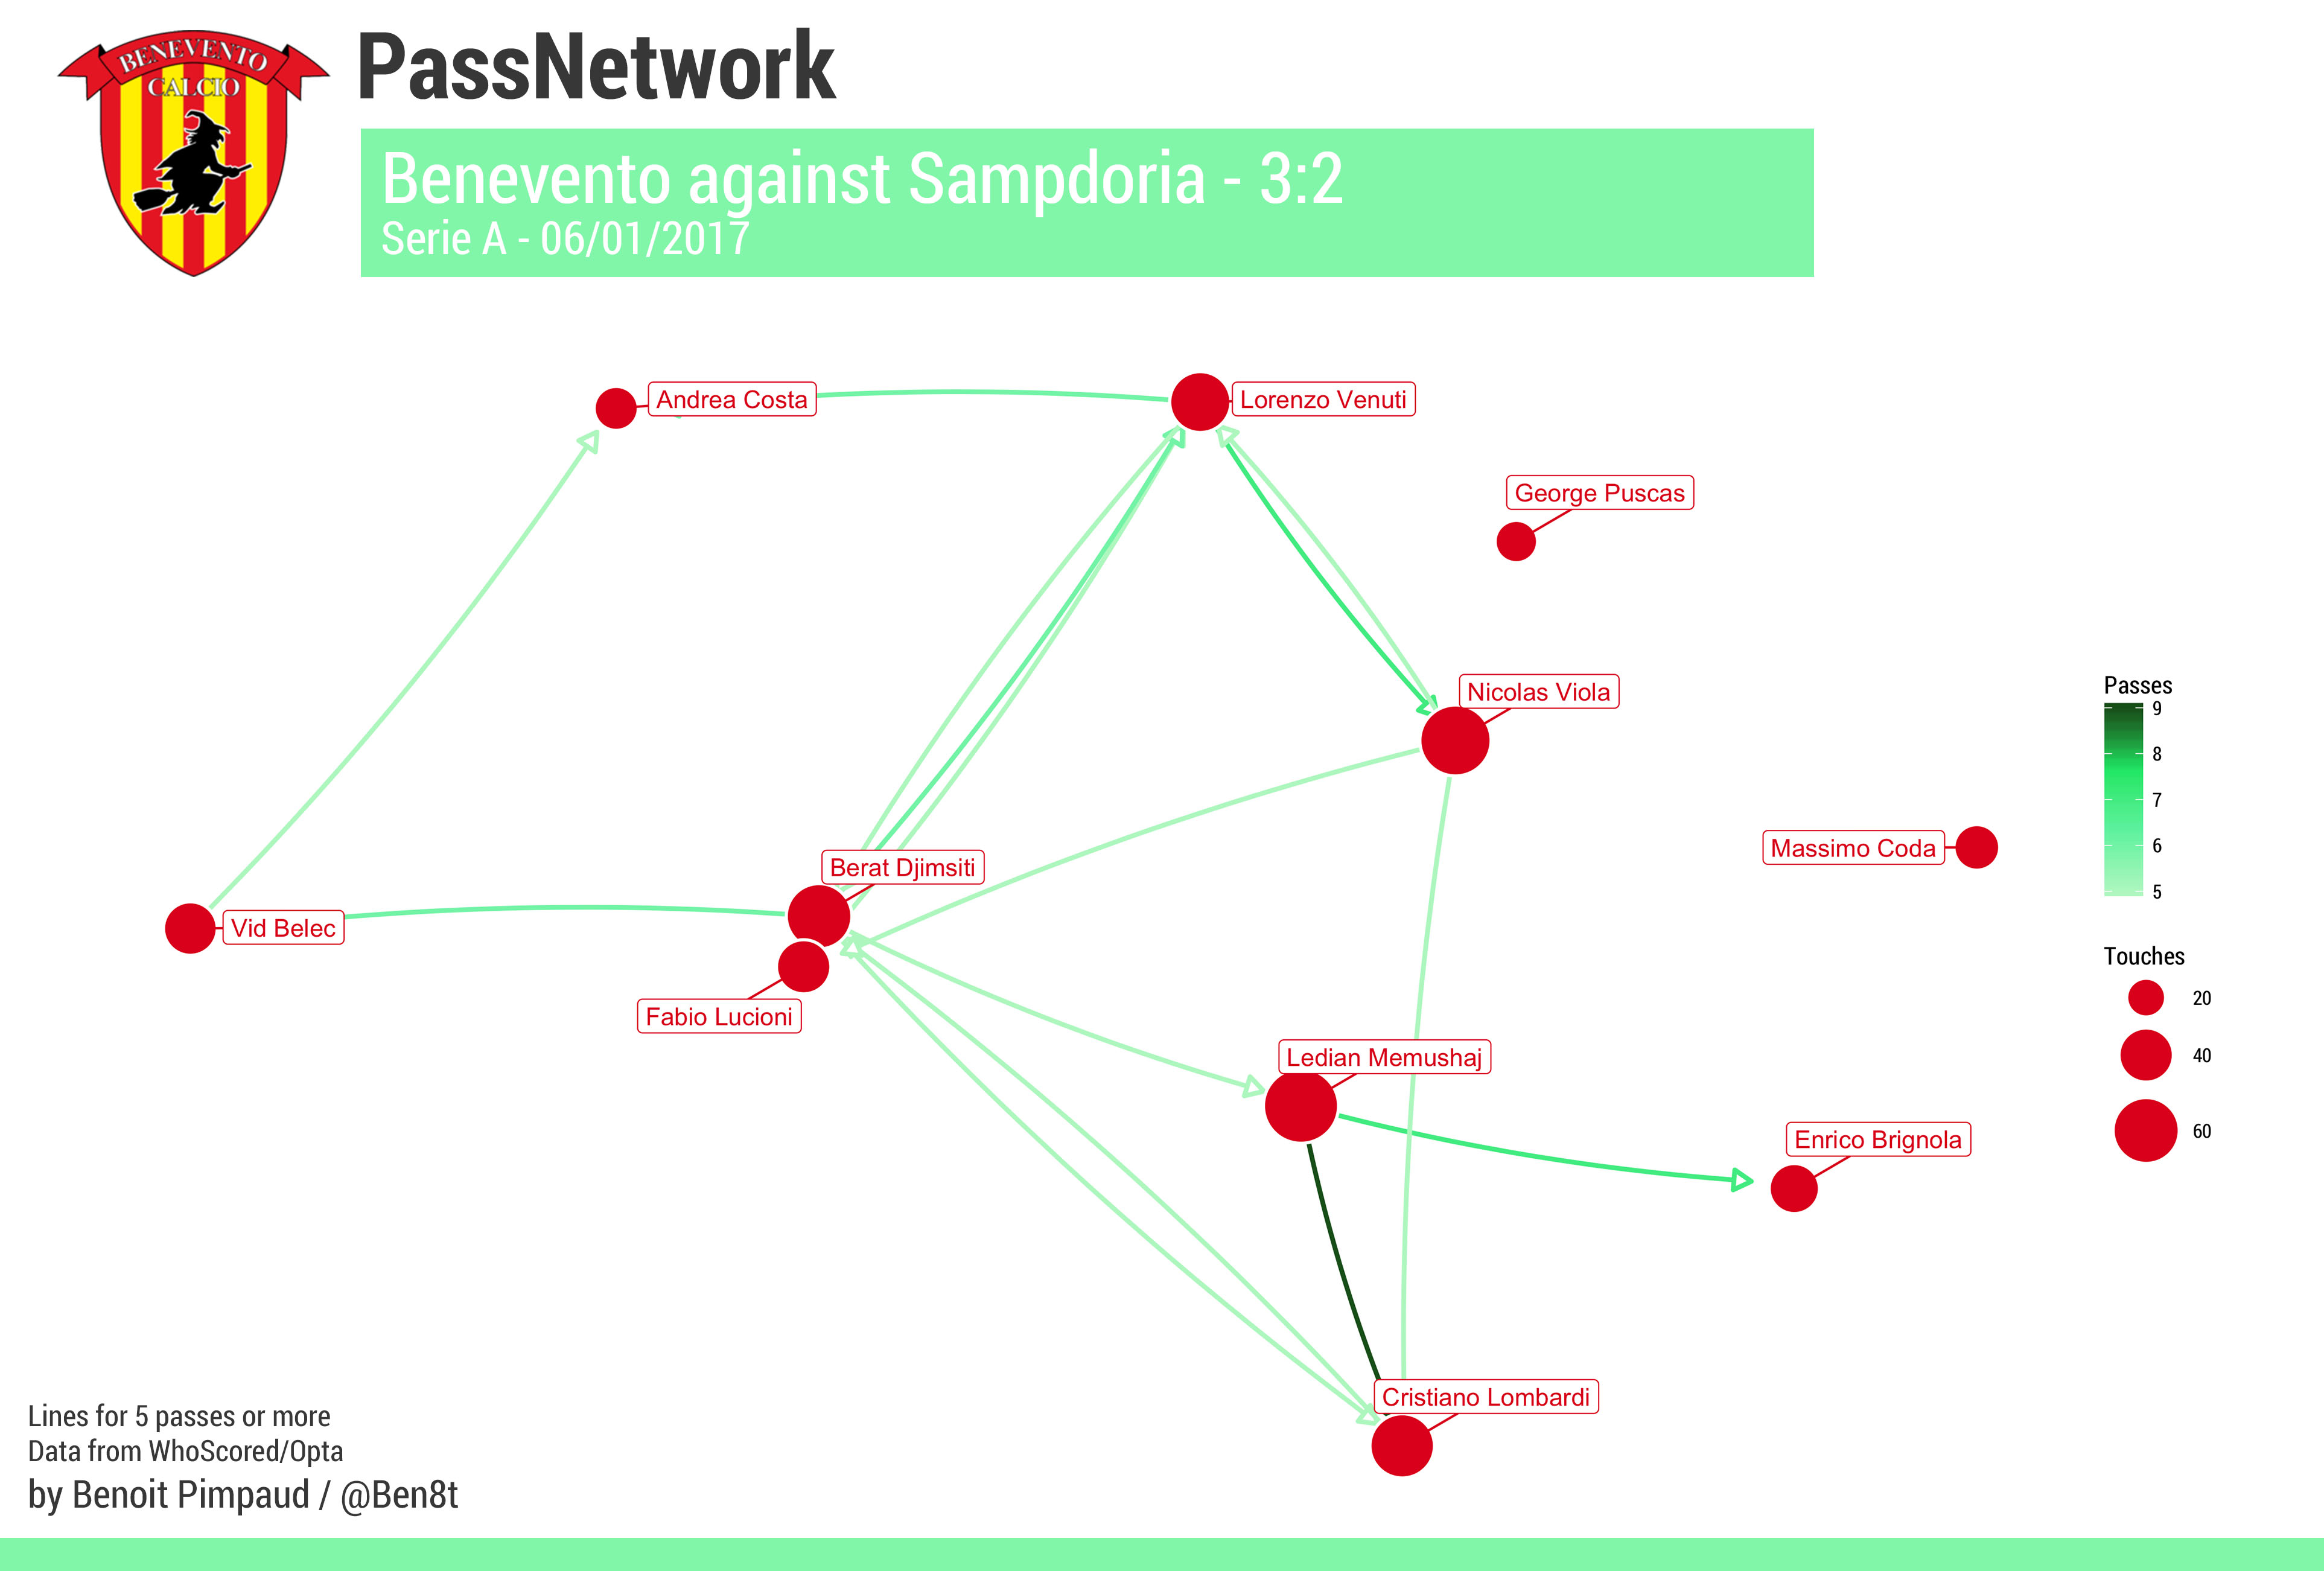 BENEVENTO
CALCIO
PassNetwork
Benevento against Sampdoria - 3:2
Serie A - 06/01/2017
Andrea Costa
Lorenzo Venuti
George Puscas
Nicolas Viola
Massimo Coda
Berat Djimsiti
Vid Belec
Fabio Lucioni
Ledian Memushaj
Enrico Brignola
Cristiano Lombardi
Passes
9
8
7
6
5
Touches
20
40
60
Lines for 5 passes or more
Data from WhoScored/Opta
by Benoit Pimpaud / @Ben8t